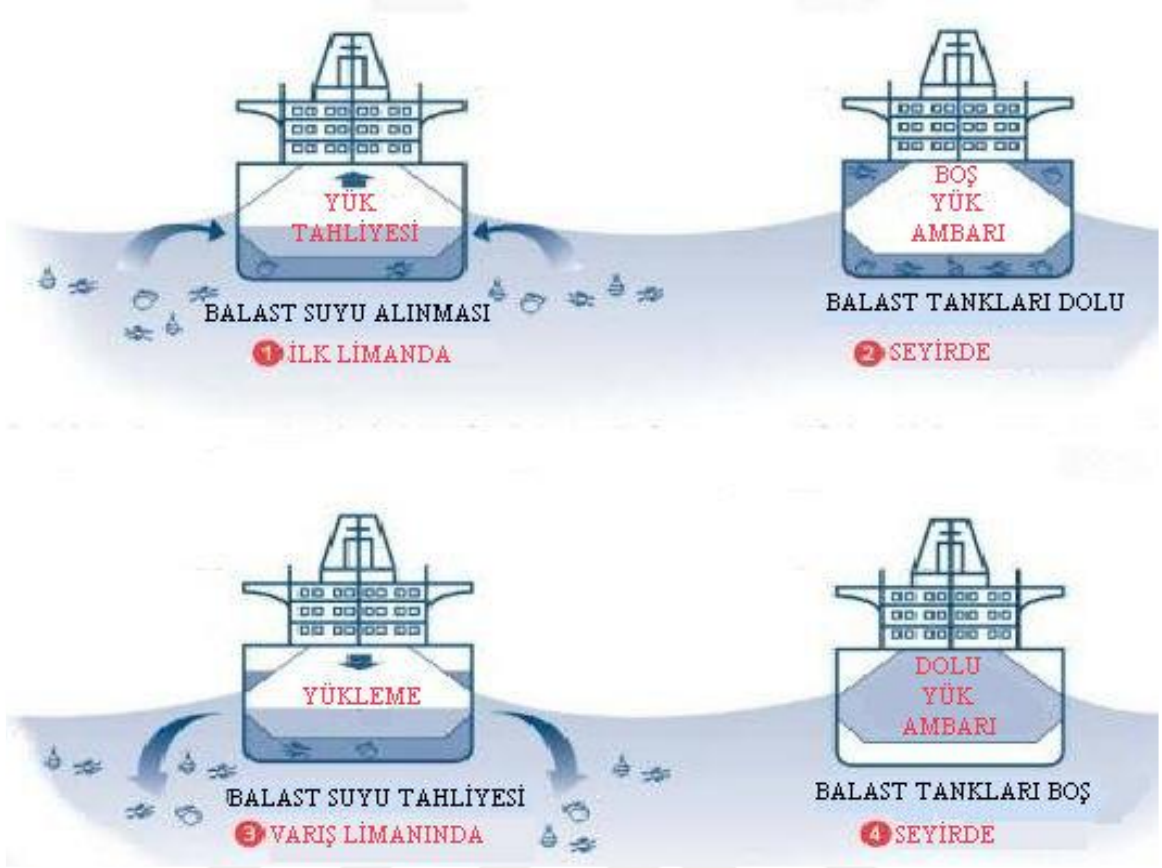 YÜK
TAHLİYESİ
BALAST SUYU ALINMASI
1 İLK LİMANDA
BOŞ
YÜK
AMBARI
BALAST TANKLARI DOLU
2 SEYİRDE
YÜKLEME
BALAST SUYU TAHLİYESİ
3 VARIŞ LİMANINDA
DOLU
YÜK
AMBARI
BALAST TANKLARI BOŞ
4 SEYİRDE